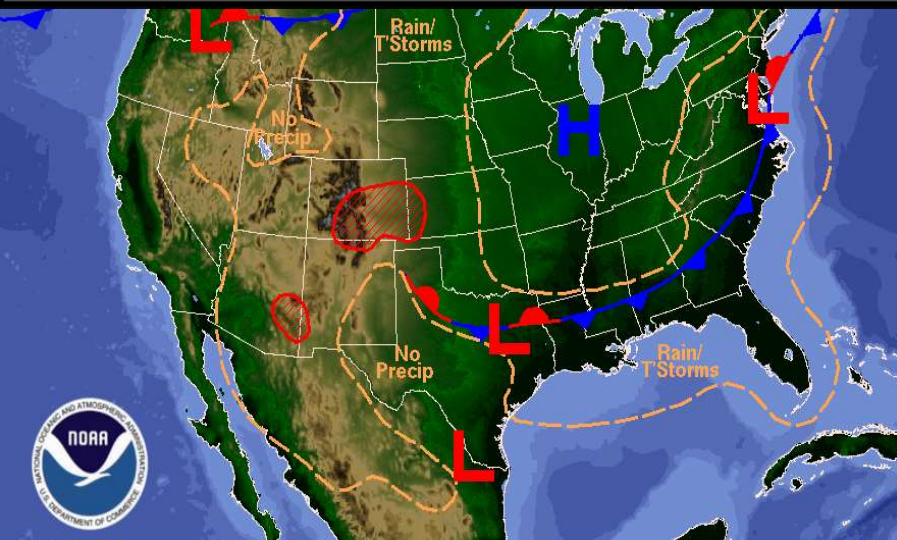 Rain/
T'Storms
L
L
H
No
Precip
L
No
Precip
Rain/
T'Storms
L
NATIONAL OCEANIC AND ATMOSPHERIC ADMINISTRATION
NOAA
U.S. DEPARTMENT OF COMMERCE